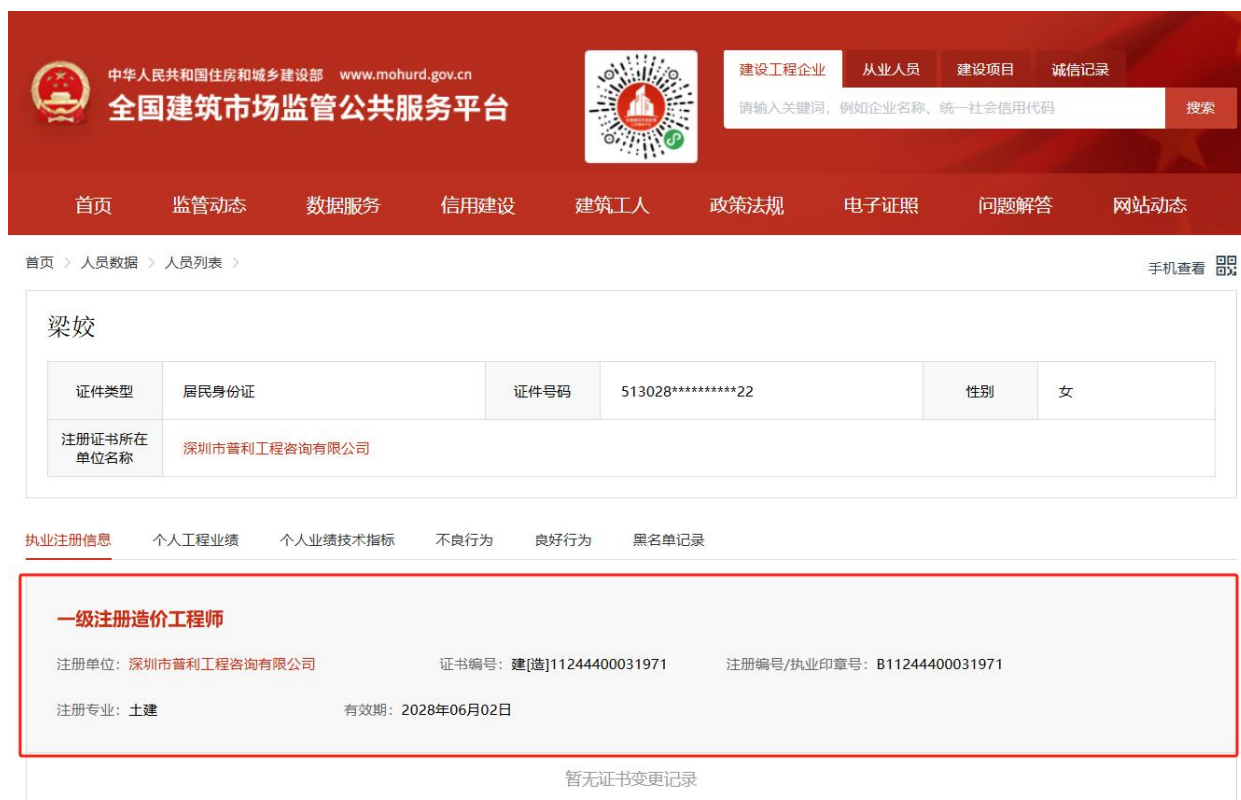 中华人民共和国住房和城乡建设部 www.mohurd.gov.cn
全国建筑市场监管公共服务平台
建设工程企业 从业人员 建设项目 诚信记录
请输入关键词，例如企业名称、统一社会信用代码 搜索
首页 监管动态 数据服务 信用建设 建筑工人 政策法规 电子证照 问题解答 网站动态
首页 > 人员数据 > 人员列表 >
手机查看
梁姣
证件类型 居民身份证 证件号码 513028**********22 性别 女
注册证书所在
单位名称
深圳市普利工程咨询有限公司
执业注册信息 个人工程业绩 个人业绩技术指标 不良行为 良好行为 黑名单记录
一级注册造价工程师
注册单位：深圳市普利工程咨询有限公司 证书编号：建[造]11244400031971 注册编号/执业印章号：B11244400031971
注册专业：土建 有效期：2028年06月02日
暂无证书变更记录